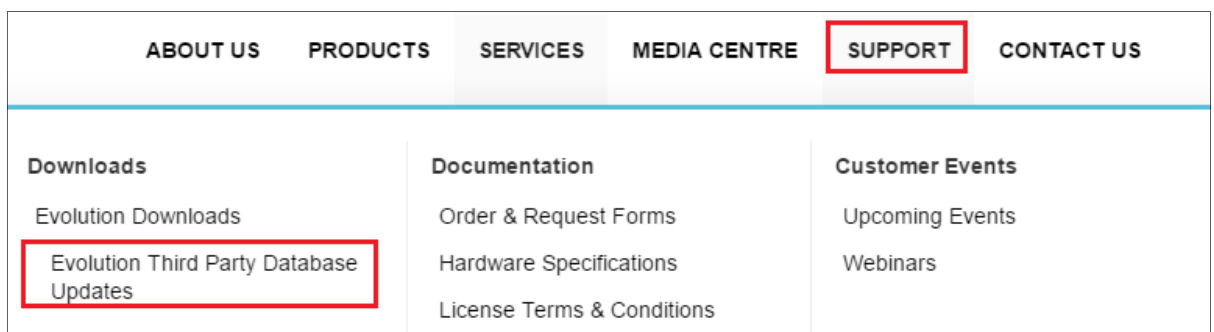 ABOUT US PRODUCTS SERVICES MEDIA CENTRE SUPPORT CONTACT US
Downloads
Evolution Downloads
Evolution Third Party Database
Updates
Documentation
Order & Request Forms
Hardware Specifications
License Terms & Conditions
Customer Events
Upcoming Events
Webinars